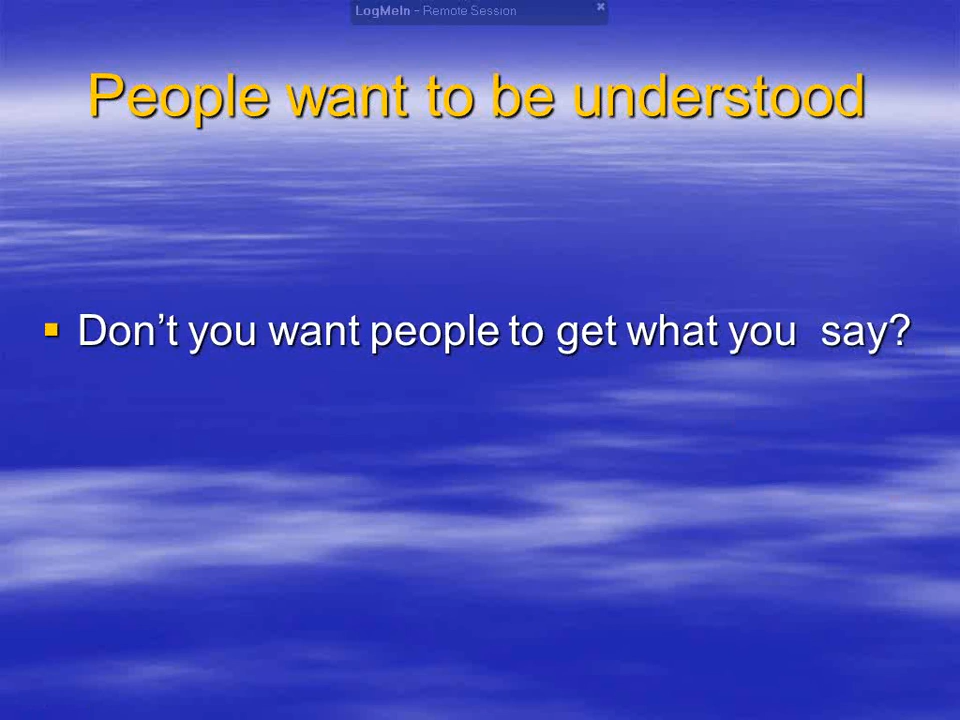 LogMeIn - Remote Session
People want to be understood
▪ Don’t you want people to get what you  say?